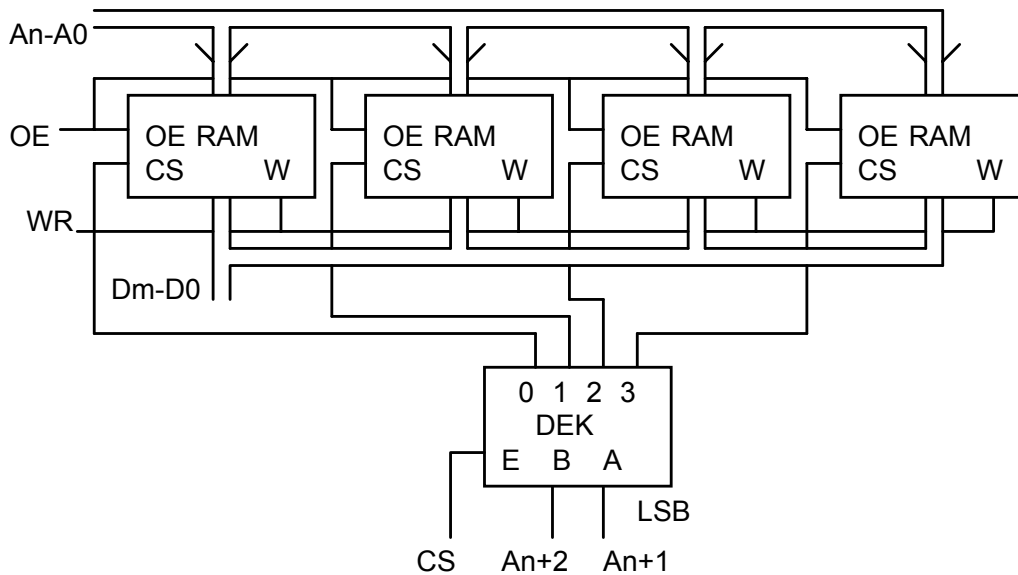 An-A0
OE
OE RAM
OE RAM
OE RAM
OE RAM
CS W
CS W
CS W
CS W
WR
Dm-D0
0 1 2 3
DEK
E B A
LSB
CS An+2 An+1